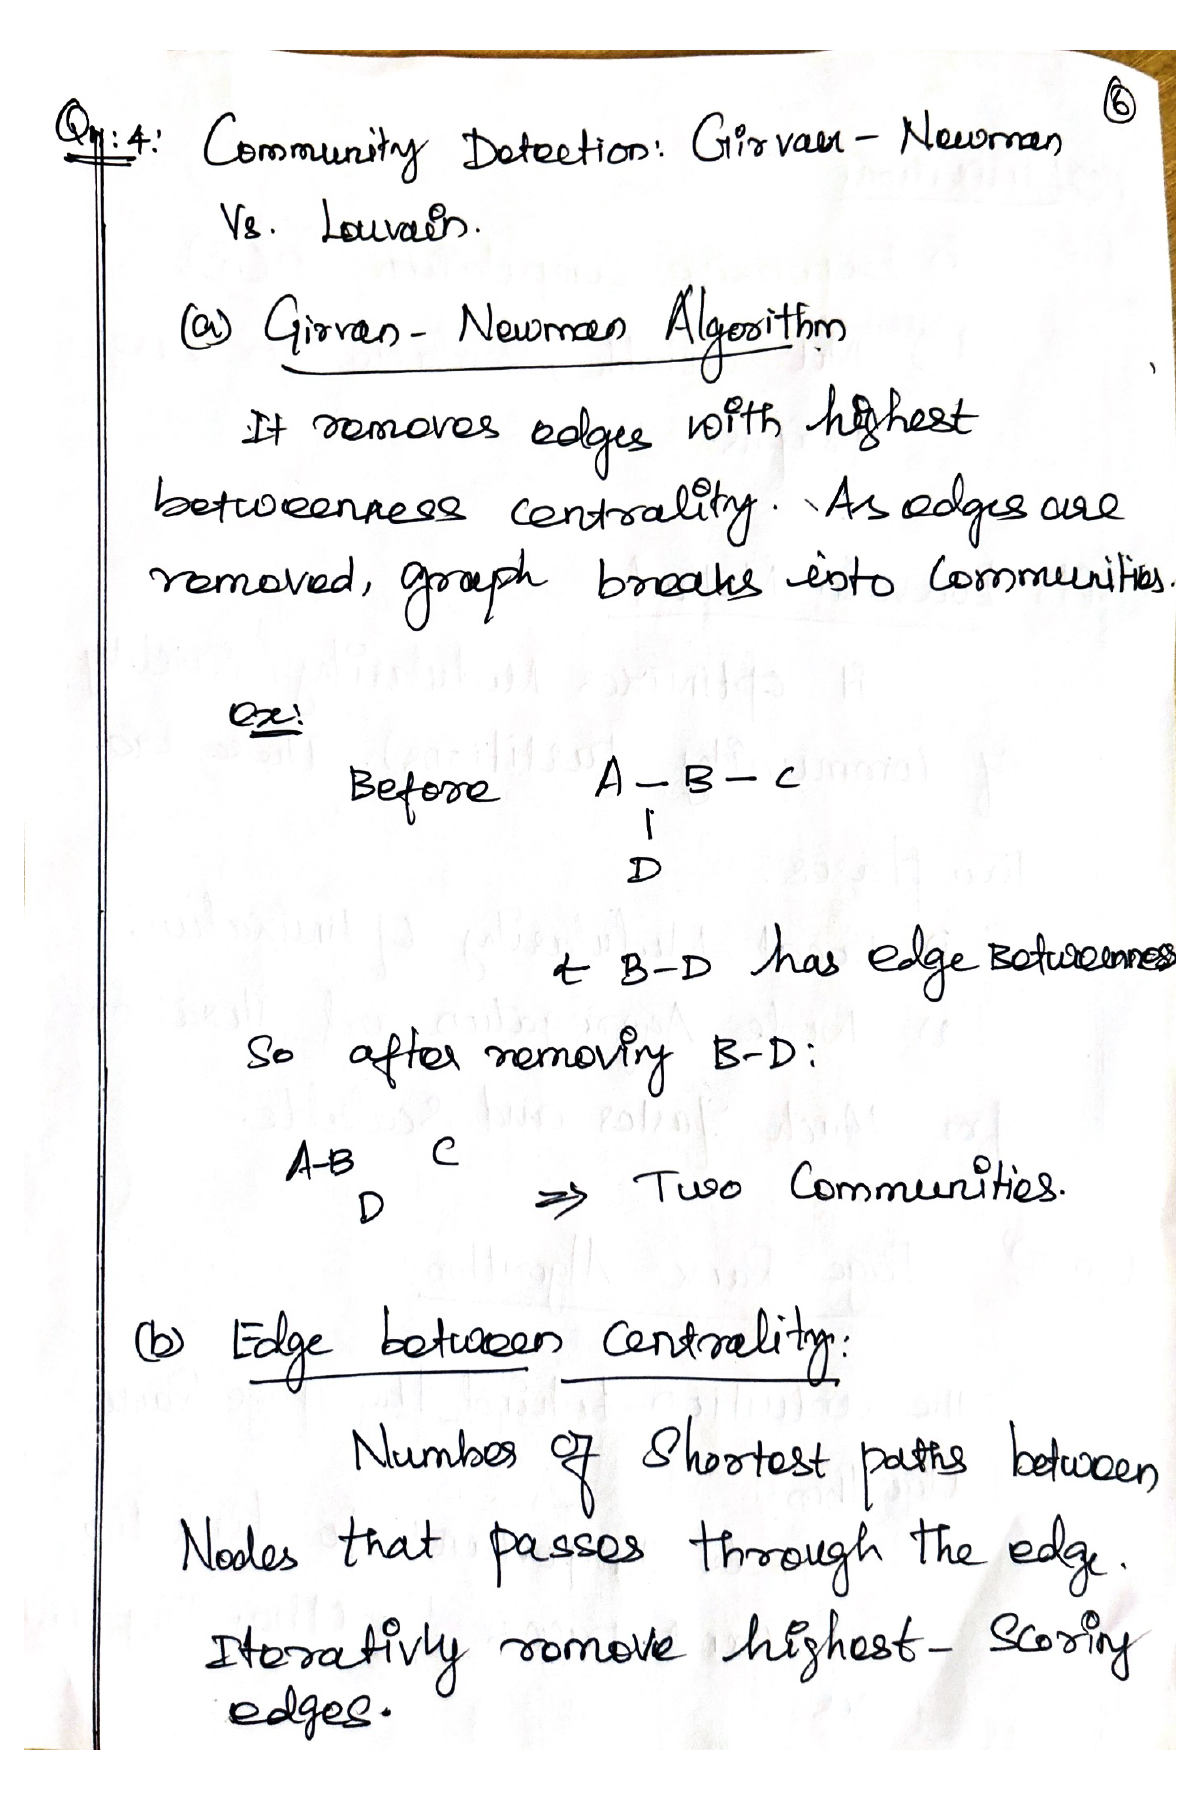 6
Qn:4: Community Detection: Girvan - Newman
Vs. Louvain.
(a) Girvan - Newman Algorithm
It removes edges with highest
betweenness centrality. As edges are
removed, graph breaks into Communities.
ex:
Before A - B - C
|
D
B-D has edge Betweenness
So after removing B-D:
A-B C
D ⇒ Two Communities.
(b) Edge between Centrality:
Number of Shortest paths between
Nodes that passes through the edge.
Iterativly remove highest - Scoring
edges.